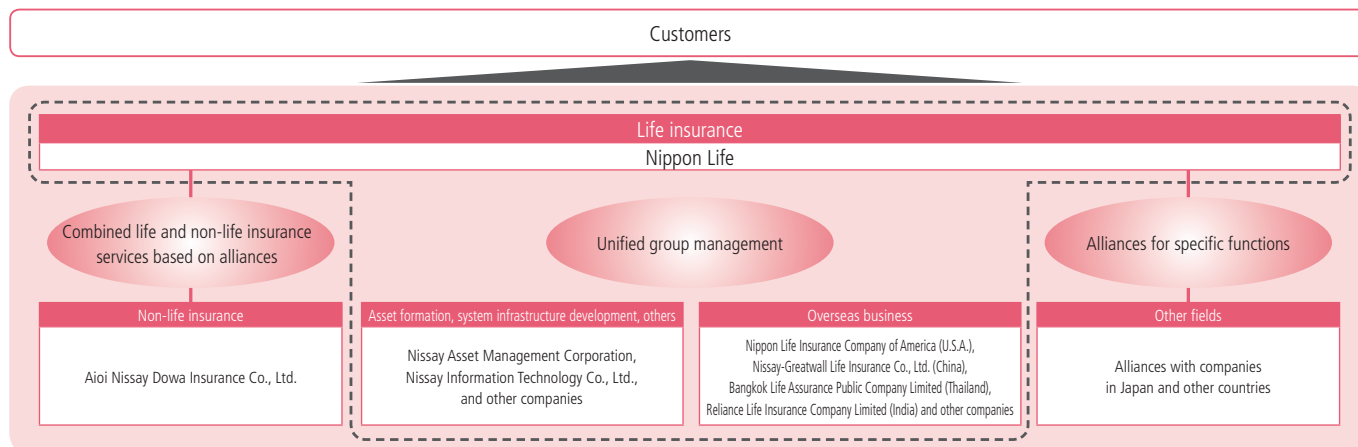 Customers
Life insurance
Nippon Life
Combined life and non-life insurance
services based on alliances
Unified group management
Alliances for specific functions
Non-life insurance
Aioi Nissay Dowa Insurance Co., Ltd.
Asset formation, system infrastructure development, others
Nissay Asset Management Corporation,
Nissay Information Technology Co., Ltd.,
and other companies
Overseas business
Nippon Life Insurance Company of America (U.S.A.),
Nissay-Greatwall Life Insurance Co., Ltd. (China),
Bangkok Life Assurance Public Company Limited (Thailand),
Reliance Life Insurance Company Limited (India) and other companies
Other fields
Alliances with companies
in Japan and other countries